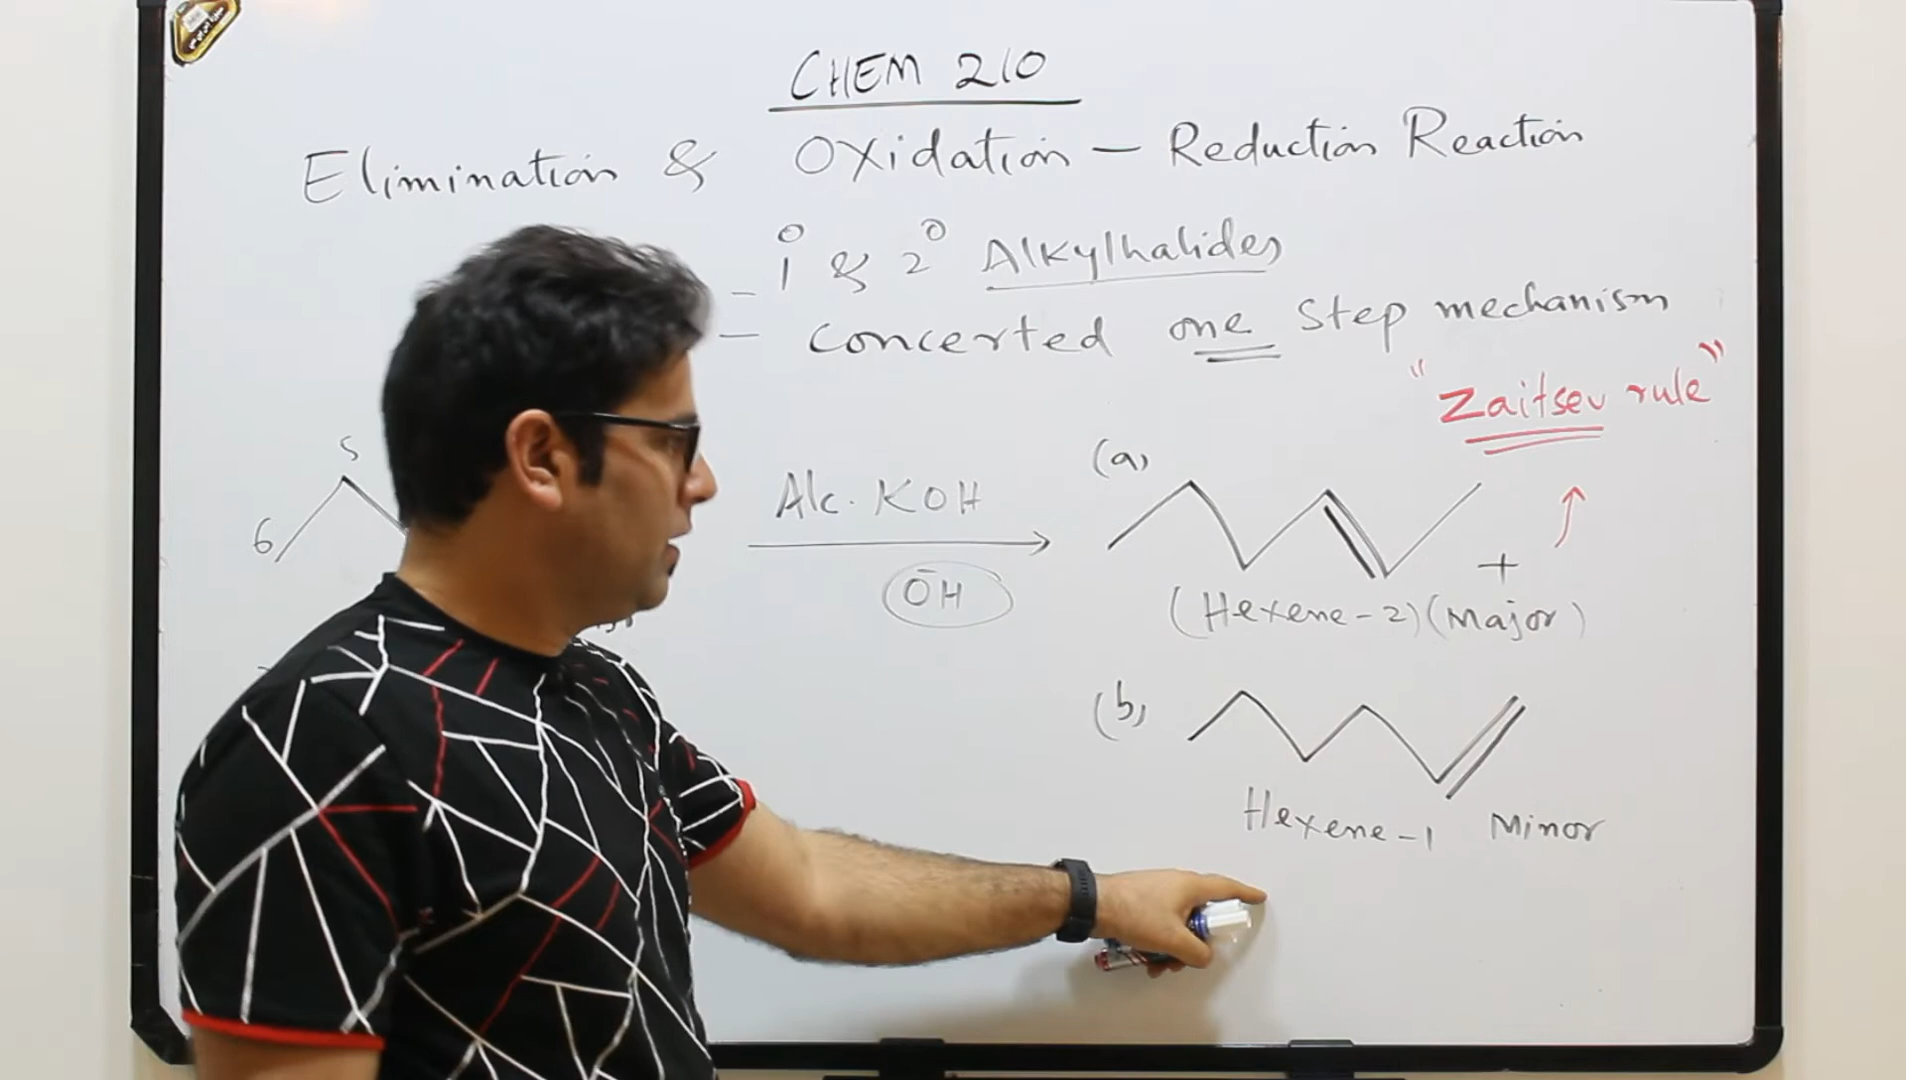 CHEM 210
Elimination & Oxidation - Reduction Reaction
- 1° & 2° Alkylhalides
- concerted one step mechanism
"Zaitsev rule"
5
6
Alc. KOH
ŌH
(a)
+
(Hexene-2) (Major)
(b)
Hexene-1 Minor